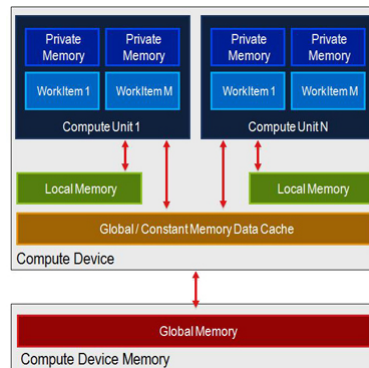 Private Memory
Private Memory
Private Memory
Private Memory
WorkItem 1
WorkItem M
WorkItem 1
WorkItem M
Compute Unit 1
Compute Unit N
Local Memory
Local Memory
Global / Constant Memory Data Cache
Compute Device
Global Memory
Compute Device Memory